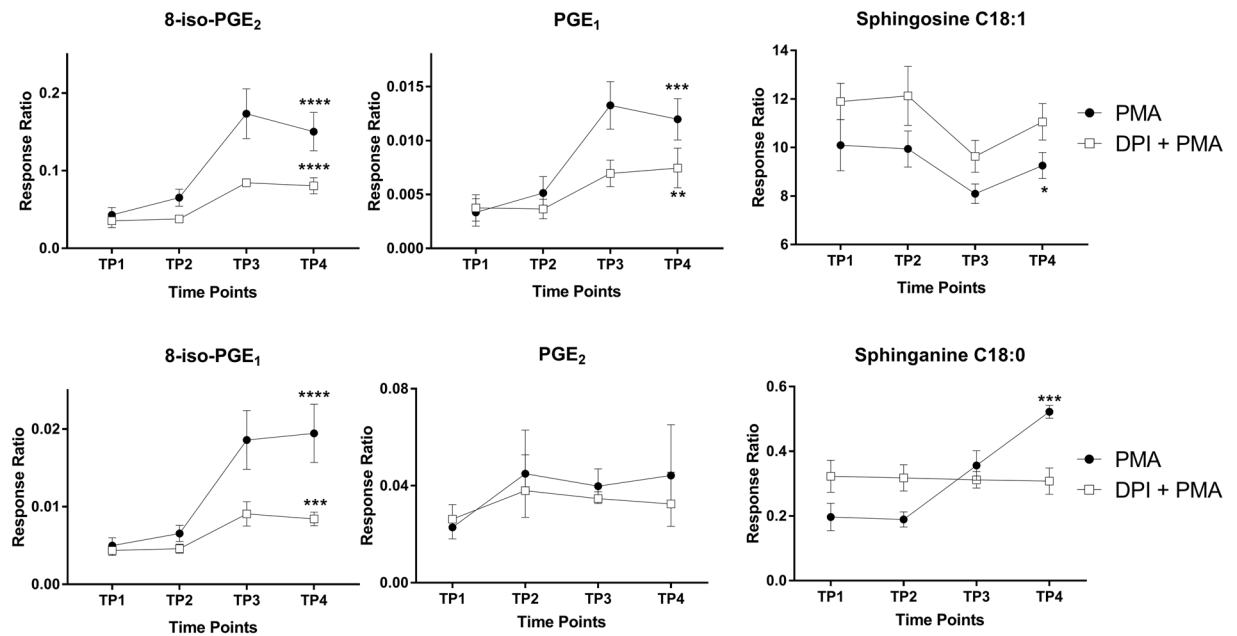 8-iso-PGE₂
Response Ratio
0.2
0.1
0.0
****
****
TP1 TP2 TP3 TP4
Time Points
PGE₁
Response Ratio
0.015
0.010
0.005
0.000
***
**
TP1 TP2 TP3 TP4
Time Points
Sphingosine C18:1
Response Ratio
14
12
10
8
6
*
TP1 TP2 TP3 TP4
Time Points
PMA
DPI + PMA
8-iso-PGE₁
Response Ratio
0.02
0.01
0.00
****
***
TP1 TP2 TP3 TP4
Time Points
PGE₂
Response Ratio
0.08
0.04
0.00
TP1 TP2 TP3 TP4
Time Points
Sphinganine C18:0
Response Ratio
0.6
0.4
0.2
0.0
***
TP1 TP2 TP3 TP4
Time Points
PMA
DPI + PMA